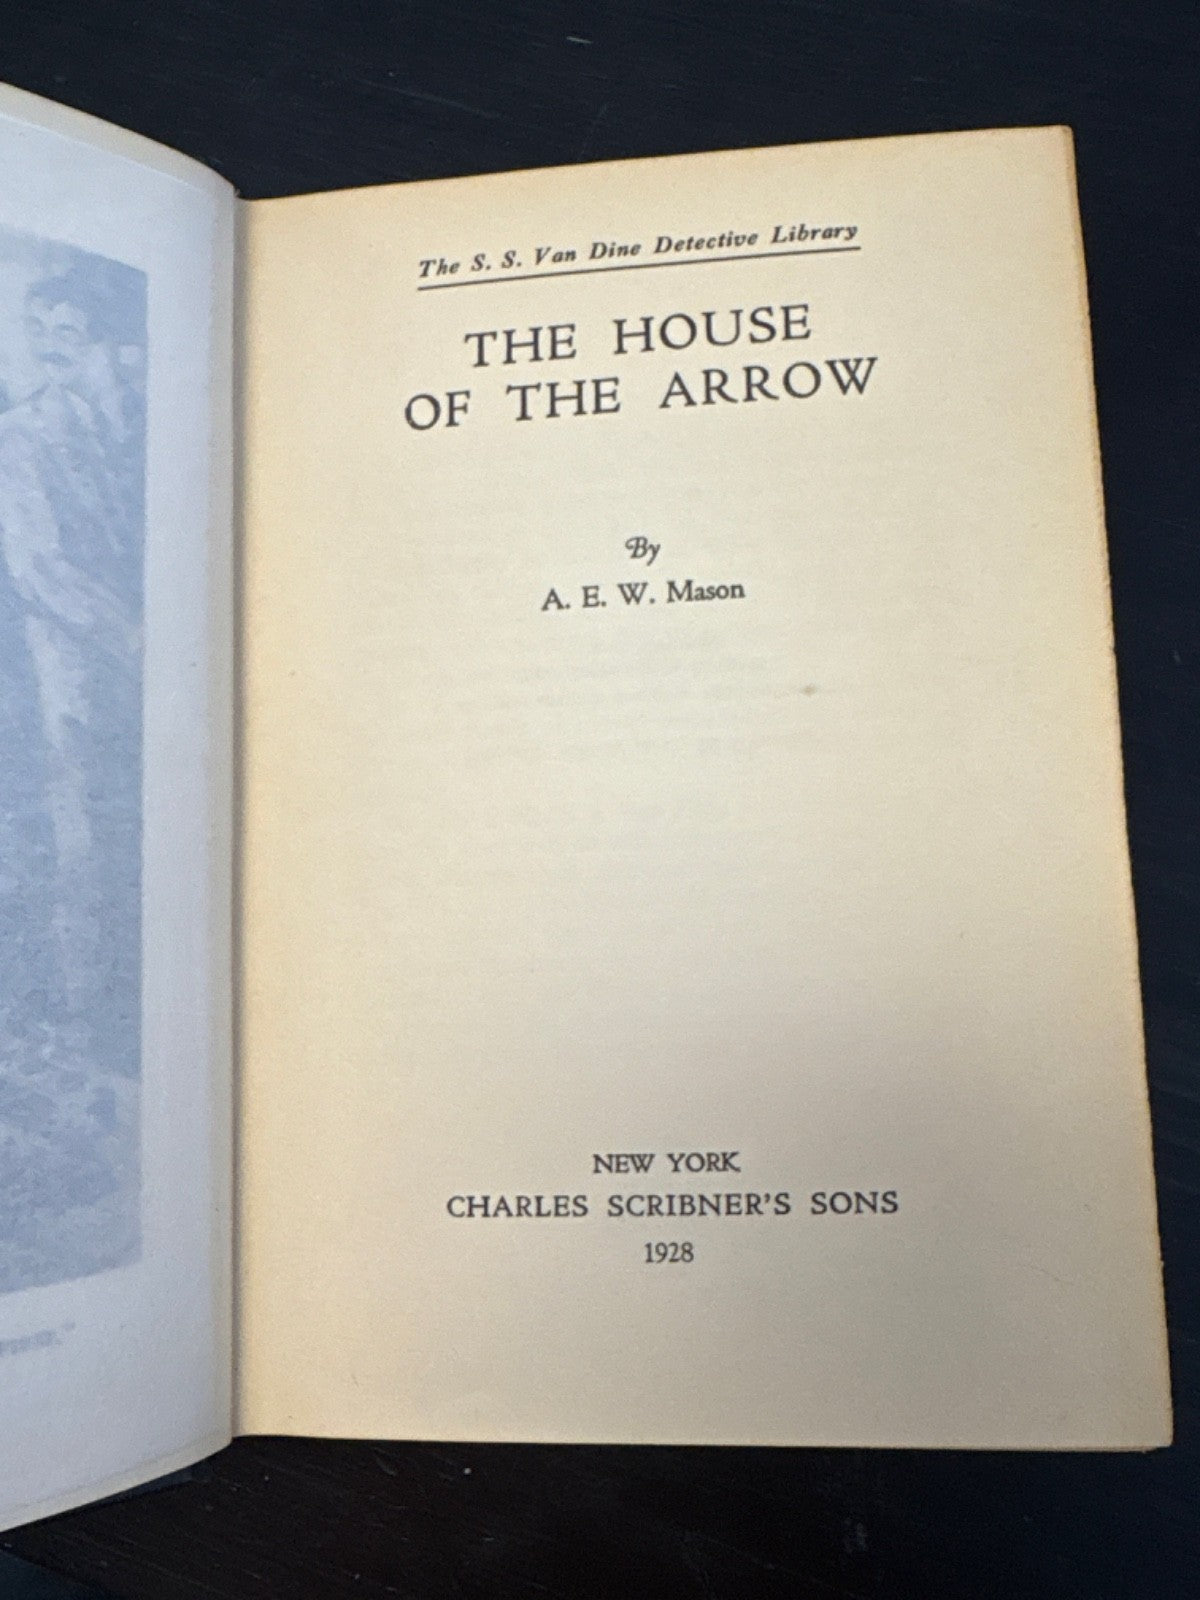 The S. S. Van Dine Detective Library
THE HOUSE
OF THE ARROW
By
A. E. W. Mason
NEW YORK
CHARLES SCRIBNER'S SONS
1928